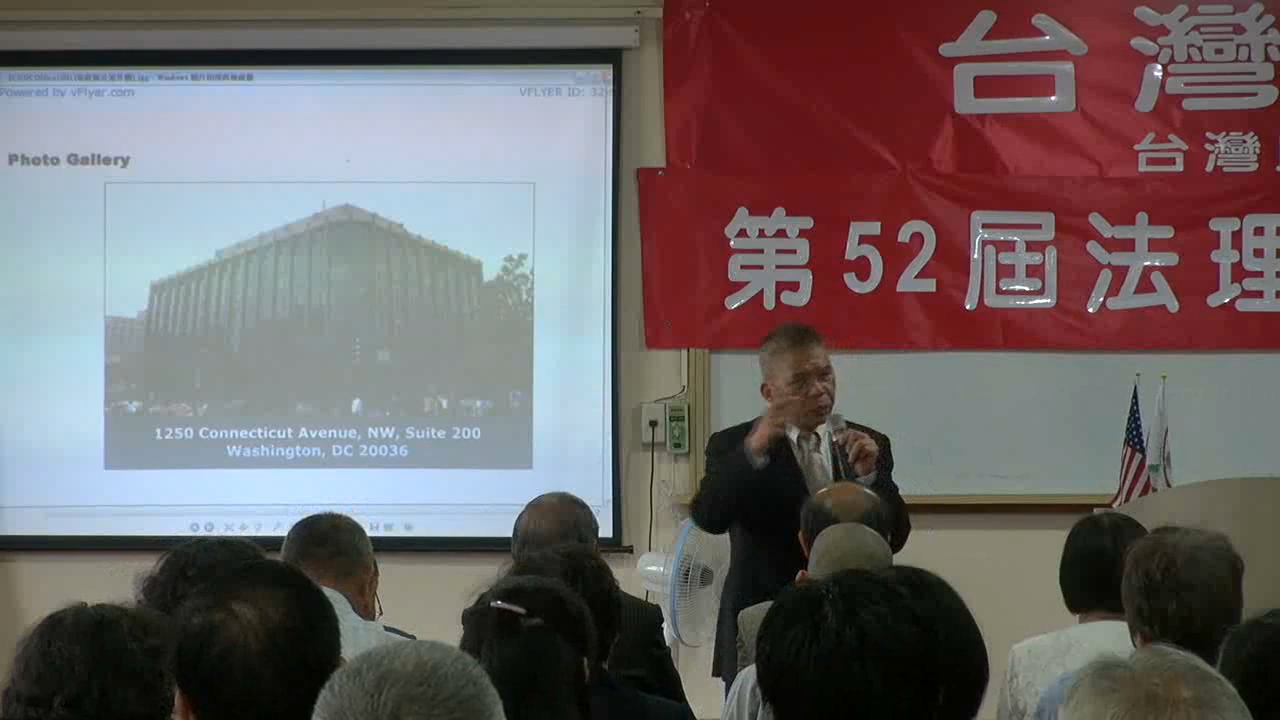 Powered by vFlyer.com
VFLYER ID: 32
Photo Gallery
1250 Connecticut Avenue, NW, Suite 200
Washington, DC 20036
台灣
台灣
第52屆法理